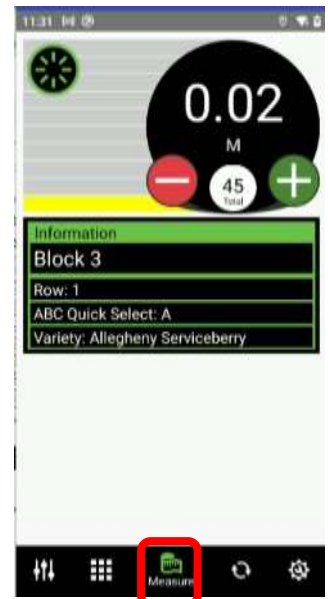 11:31
0.02
M
45
Total
Information
Block 3
Row: 1
ABC Quick Select: A
Variety: Allegheny Serviceberry
Measure